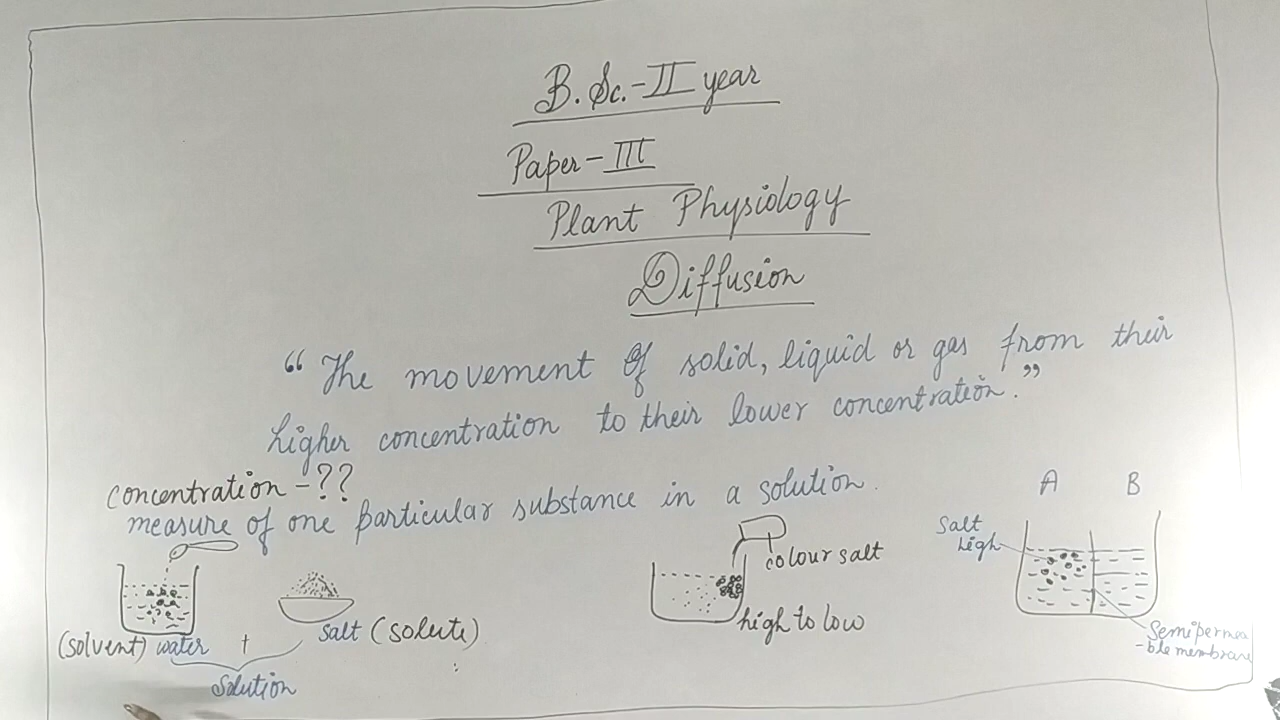 B.Sc.-II year
Paper-III
Plant Physiology
Diffusion
“The movement of solid, liquid or gas from their
higher concentration to their lower concentration.”
concentration-??
measure of one particular substance in a solution.
A B
Salt
high
colour salt
high to low
(solvent) water + salt (solute)
solution
Semipermea
-ble membrane